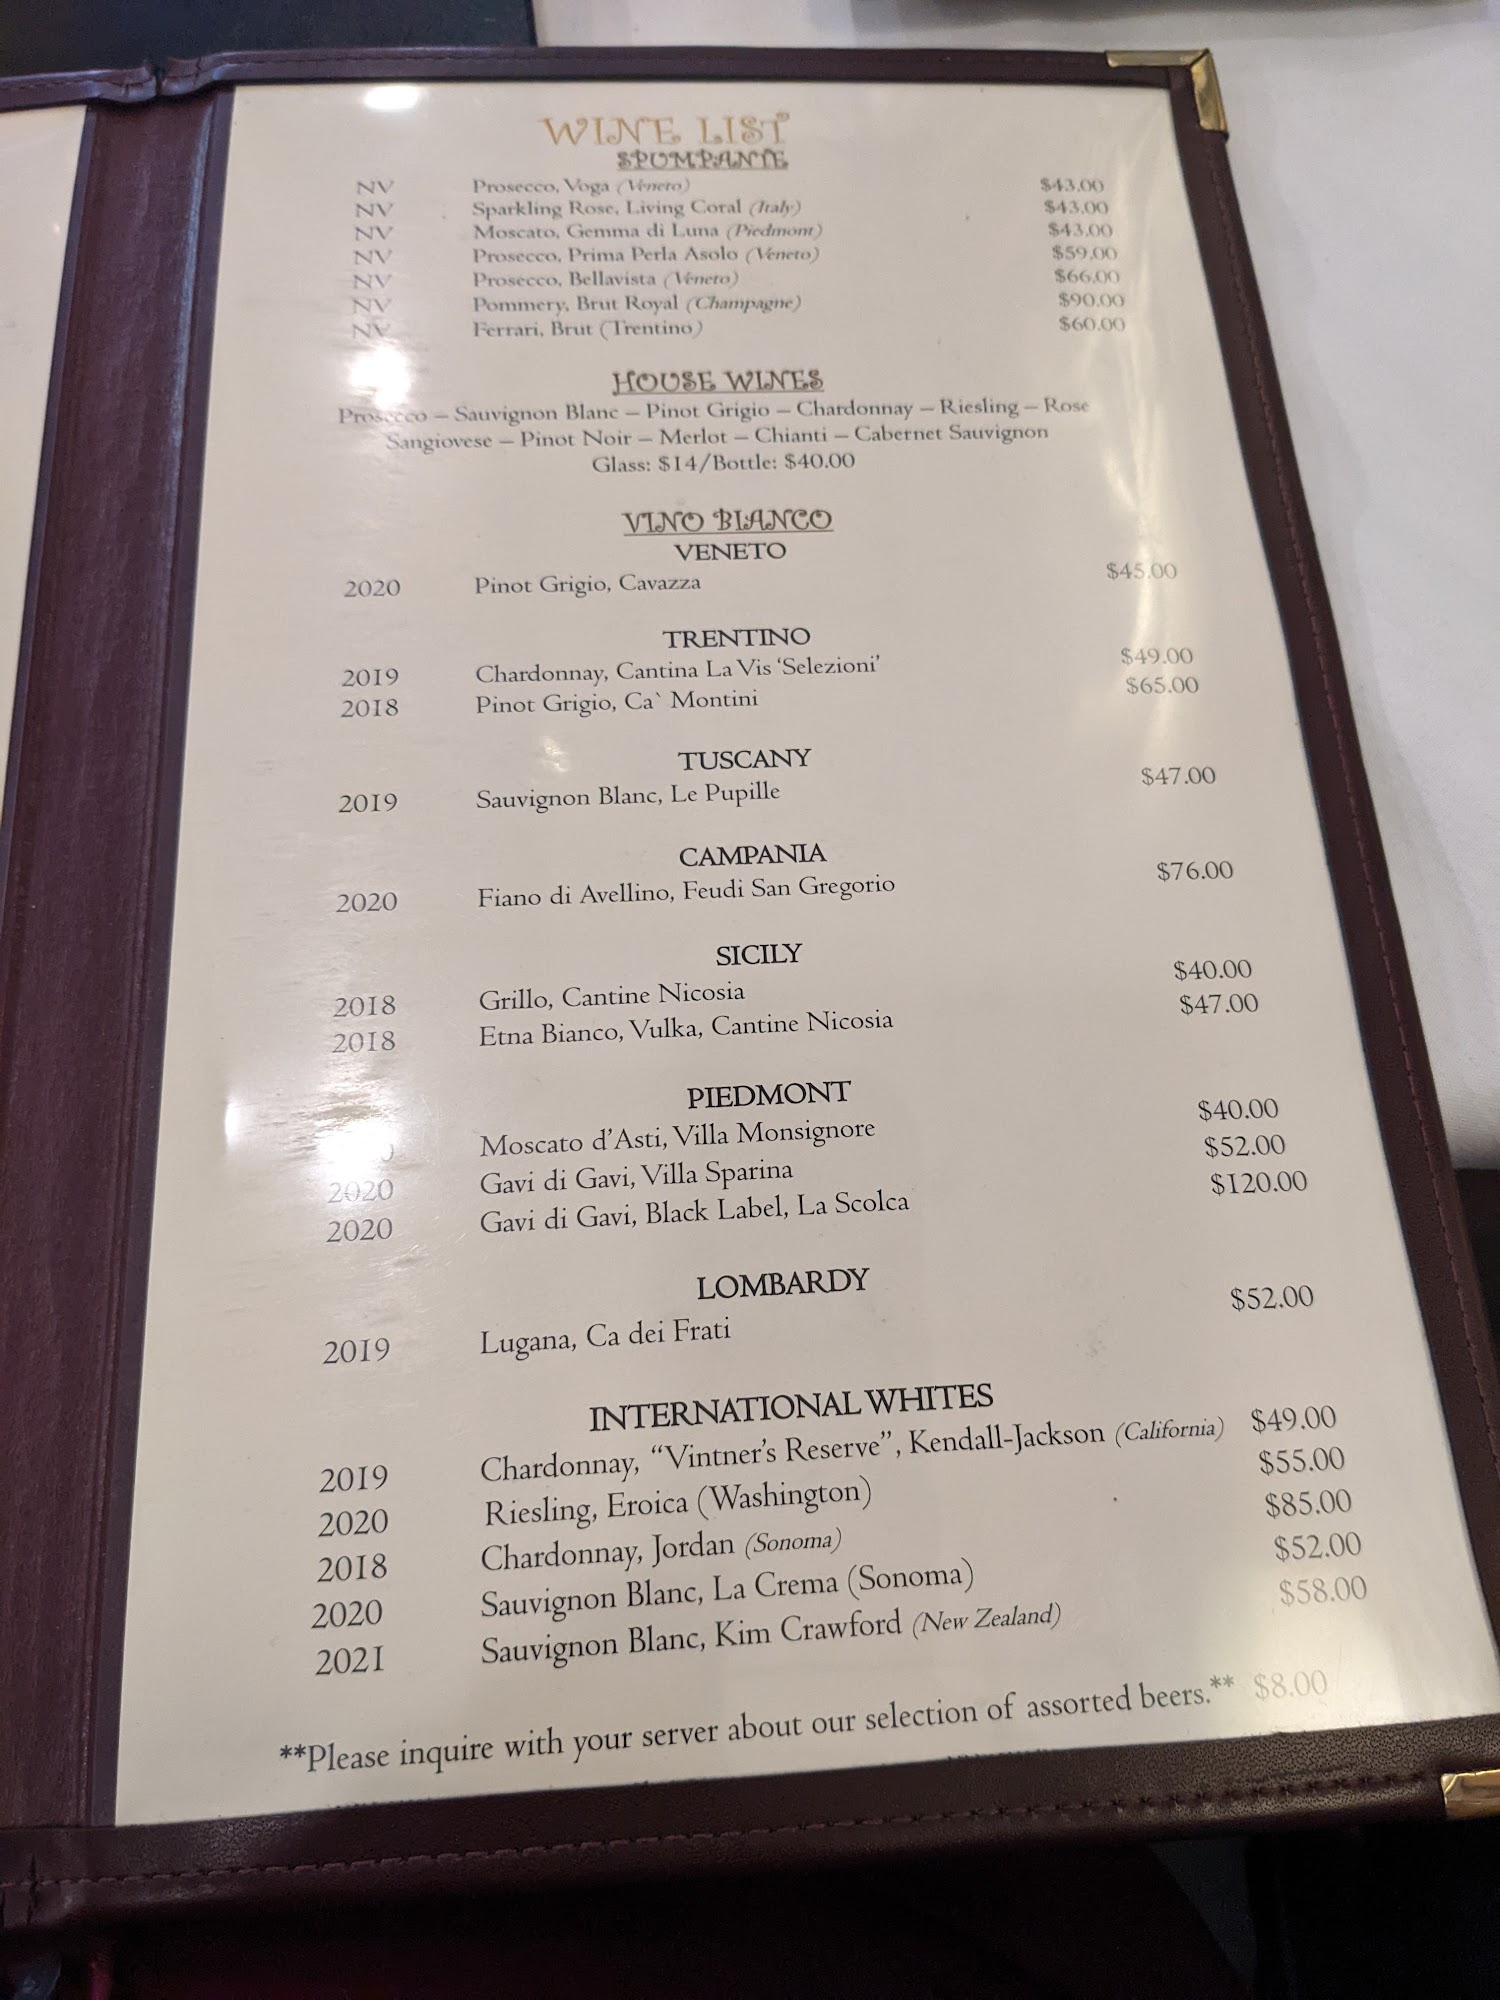 WINE LIST
SPUMPANTE
NV Prosecco, Voga (Veneto) $43.00
NV Sparkling Rose, Living Coral (Italy) $43.00
NV Moscato, Gemma di Luna (Piedmont) $43.00
NV Prosecco, Prima Perla Asolo (Veneto) $59.00
NV Prosecco, Bellavista (Veneto) $66.00
NV Pommery, Brut Royal (Champagne) $90.00
NV Ferrari, Brut (Trentino) $60.00
HOUSE WINES
Prosecco – Sauvignon Blanc – Pinot Grigio – Chardonnay – Riesling – Rose
Sangiovese – Pinot Noir – Merlot – Chianti – Cabernet Sauvignon
Glass: $14/Bottle: $40.00
VINO BIANCO
VENETO
2020 Pinot Grigio, Cavazza $45.00
TRENTINO
2019 Chardonnay, Cantina La Vis ‘Selezioni’ $49.00
2018 Pinot Grigio, Ca` Montini $65.00
TUSCANY
2019 Sauvignon Blanc, Le Pupille $47.00
CAMPANIA
2020 Fiano di Avellino, Feudi San Gregorio $76.00
SICILY
2018 Grillo, Cantine Nicosia $40.00
2018 Etna Bianco, Vulka, Cantine Nicosia $47.00
PIEDMONT
Moscato d’Asti, Villa Monsignore $40.00
2020 Gavi di Gavi, Villa Sparina $52.00
2020 Gavi di Gavi, Black Label, La Scolca $120.00
LOMBARDY
2019 Lugana, Ca dei Frati $52.00
INTERNATIONAL WHITES
2019 Chardonnay, “Vintner’s Reserve”, Kendall-Jackson (California) $49.00
2020 Riesling, Eroica (Washington) $55.00
2018 Chardonnay, Jordan (Sonoma) $85.00
2020 Sauvignon Blanc, La Crema (Sonoma) $52.00
2021 Sauvignon Blanc, Kim Crawford (New Zealand) $58.00
**Please inquire with your server about our selection of assorted beers.** $8.00